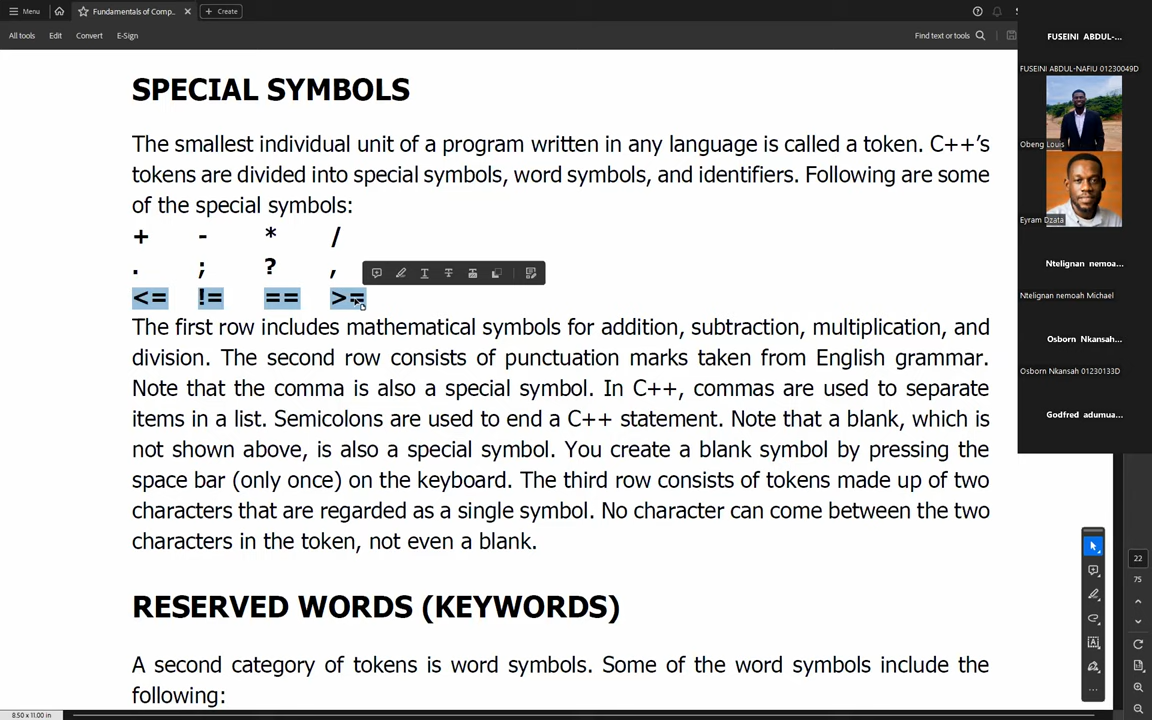 Menu
Fundamentals of Comp...
Create
All tools
Edit
Convert
E-Sign
Find text or tools
SPECIAL SYMBOLS
The smallest individual unit of a program written in any language is called a token. C++'s
tokens are divided into special symbols, word symbols, and identifiers. Following are some
of the special symbols:
+ - * /
. ; ? ,
<= != == >=
The first row includes mathematical symbols for addition, subtraction, multiplication, and
division. The second row consists of punctuation marks taken from English grammar.
Note that the comma is also a special symbol. In C++, commas are used to separate
items in a list. Semicolons are used to end a C++ statement. Note that a blank, which is
not shown above, is also a special symbol. You create a blank symbol by pressing the
space bar (only once) on the keyboard. The third row consists of tokens made up of two
characters that are regarded as a single symbol. No character can come between the two
characters in the token, not even a blank.
RESERVED WORDS (KEYWORDS)
A second category of tokens is word symbols. Some of the word symbols include the
following:
8.50 x 11.00 in
FUSEINI ABDUL-...
FUSEINI ABDUL-NAFIU 01230049D
Obeng Louis
Eyram Dzata
Ntelignan nemoa...
Ntelignan nemoah Michael
Osborn Nkansah...
Osborn Nkansah 01230133D
Godfred adumua...
22
75